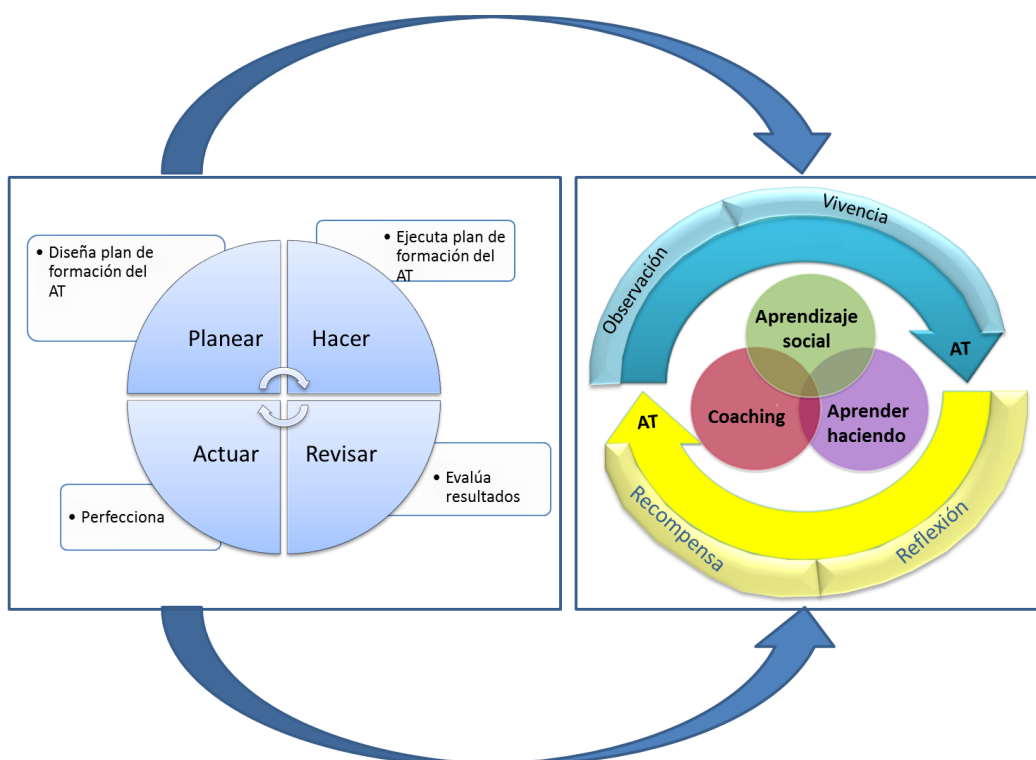 • Diseña plan de
formación del
AT
• Ejecuta plan de
formación del
AT
Planear
Hacer
Actuar
Revisar
• Perfecciona
• Evalúa
resultados
Observación
Vivencia
AT
Aprendizaje
social
Coaching
Aprender
haciendo
AT
Recompensa
Reflexión